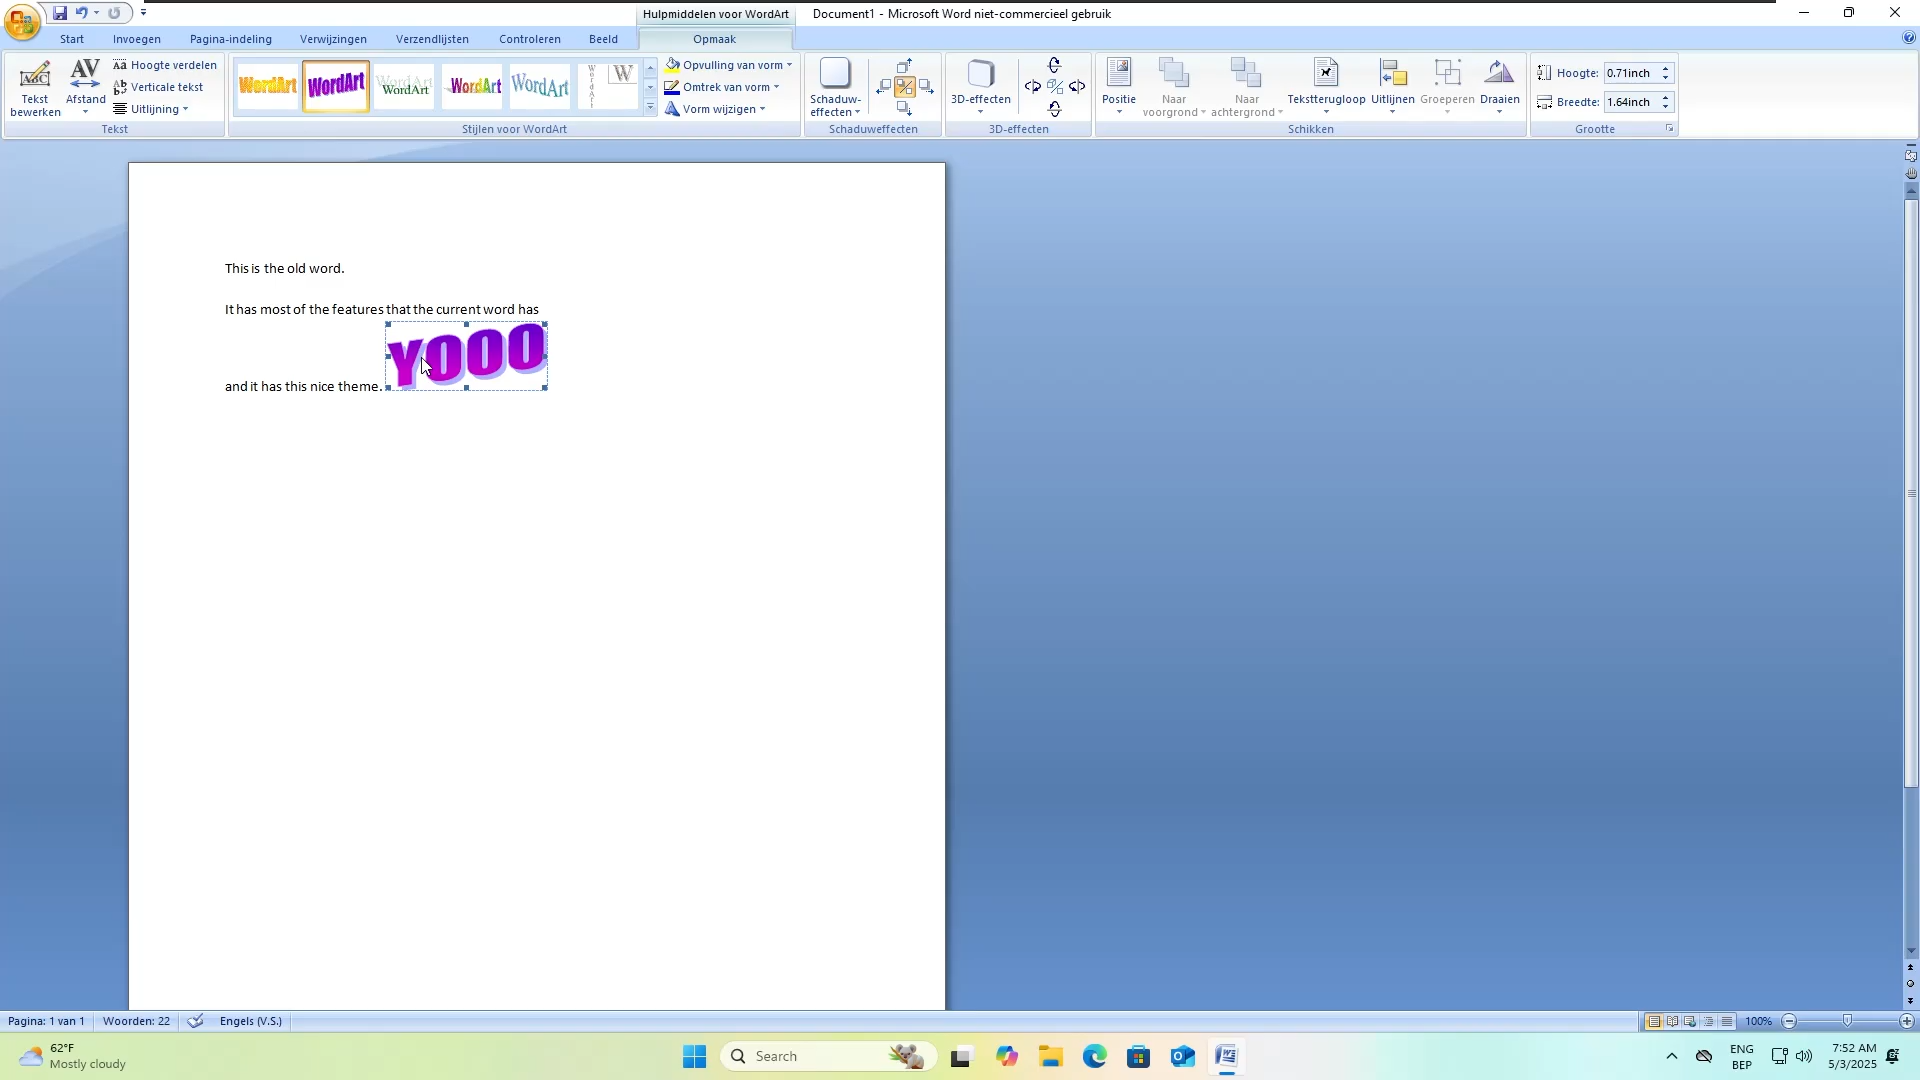 Hulpmiddelen voor WordArt
Document1 - Microsoft Word niet-commercieel gebruik
Start
Invoegen
Pagina-indeling
Verwijzingen
Verzendlijsten
Controleren
Beeld
Opmaak
Tekst bewerken
Afstand
Hoogte verdelen
Verticale tekst
Uitlijning
Tekst
WordArt
WordArt
WordArt
WordArt
WordArt
WordArt
Stijlen voor WordArt
Opvulling van vorm
Omtrek van vorm
Vorm wijzigen
Schaduw-
effecten
Schaduweffecten
3D-effecten
3D-effecten
Positie
Naar
voorgrond
Naar
achtergrond
Tekstterugloop
Uitlijnen
Groeperen
Draaien
Schikken
Hoogte: 0.71inch
Breedte: 1.64inch
Grootte
This is the old word.
It has most of the features that the current word has
and it has this nice theme. YOOO
Pagina: 1 van 1
Woorden: 22
Engels (V.S.)
100%
62°F
Mostly cloudy
Search
ENG
BEP
7:52 AM
5/3/2025